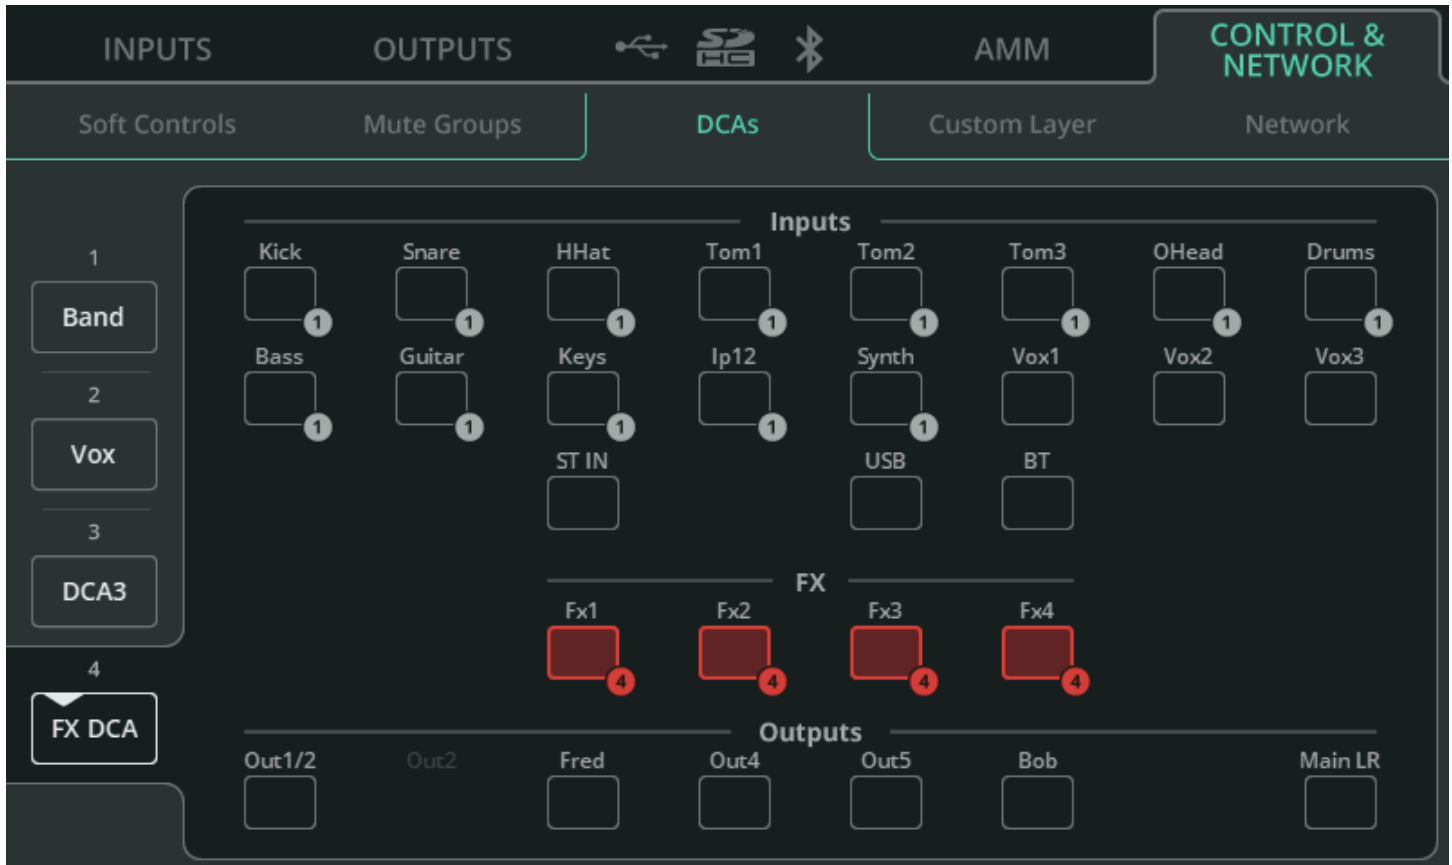 INPUTS OUTPUTS SD HC AMM CONTROL & NETWORK
Soft Controls Mute Groups DCAs Custom Layer Network
1
Band
2
Vox
3
DCA3
4
FX DCA
Inputs
Kick Snare HHat Tom1 Tom2 Tom3 OHead Drums
1 1 1 1 1 1 1 1
Bass Guitar Keys Ip12 Synth Vox1 Vox2 Vox3
1 1 1 1 1
ST IN USB BT
FX
Fx1 Fx2 Fx3 Fx4
4 4 4 4
Outputs
Out1/2 Out2 Fred Out4 Out5 Bob Main LR